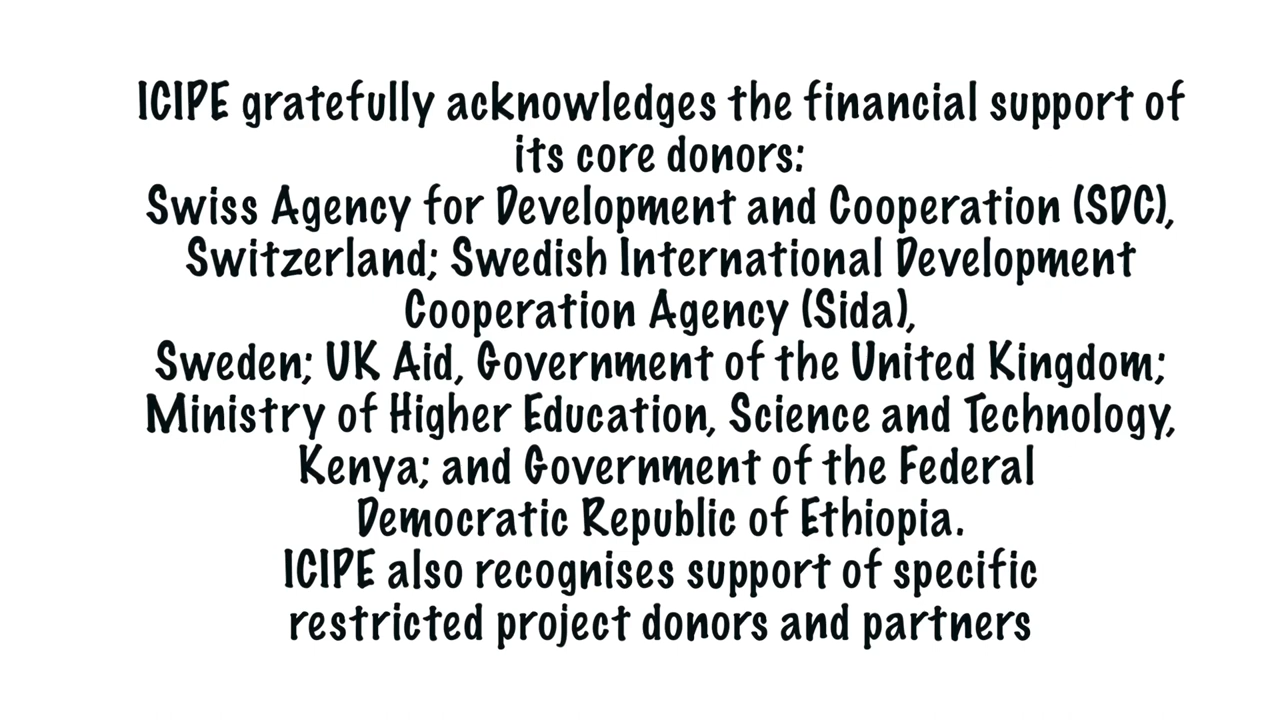 ICIPE gratefully acknowledges the financial support of
its core donors:
Swiss Agency for Development and Cooperation (SDC),
Switzerland; Swedish International Development
Cooperation Agency (Sida),
Sweden; UK Aid, Government of the United Kingdom;
Ministry of Higher Education, Science and Technology,
Kenya; and Government of the Federal
Democratic Republic of Ethiopia.
ICIPE also recognises support of specific
restricted project donors and partners